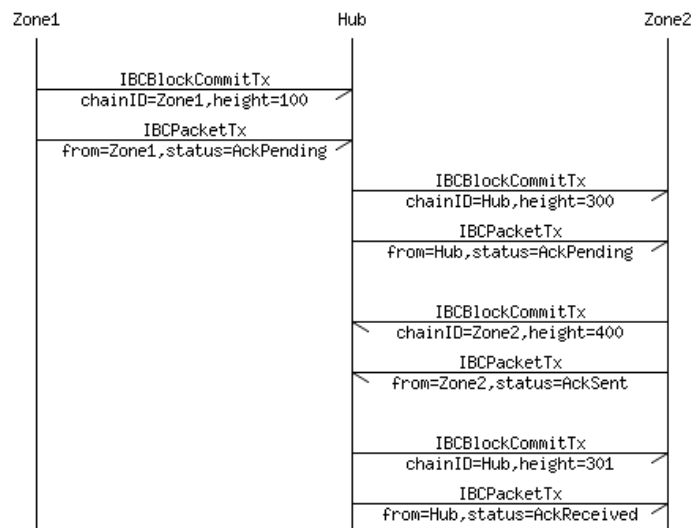 Zone1 Hub Zone2
IBCBlockCommitTx
chainID=Zone1,height=100
IBCPacketTx
from=Zone1,status=AckPending
IBCBlockCommitTx
chainID=Hub,height=300
IBCPacketTx
from=Hub,status=AckPending
IBCBlockCommitTx
chainID=Zone2,height=400
IBCPacketTx
from=Zone2,status=AckSent
IBCBlockCommitTx
chainID=Hub,height=301
IBCPacketTx
from=Hub,status=AckReceived